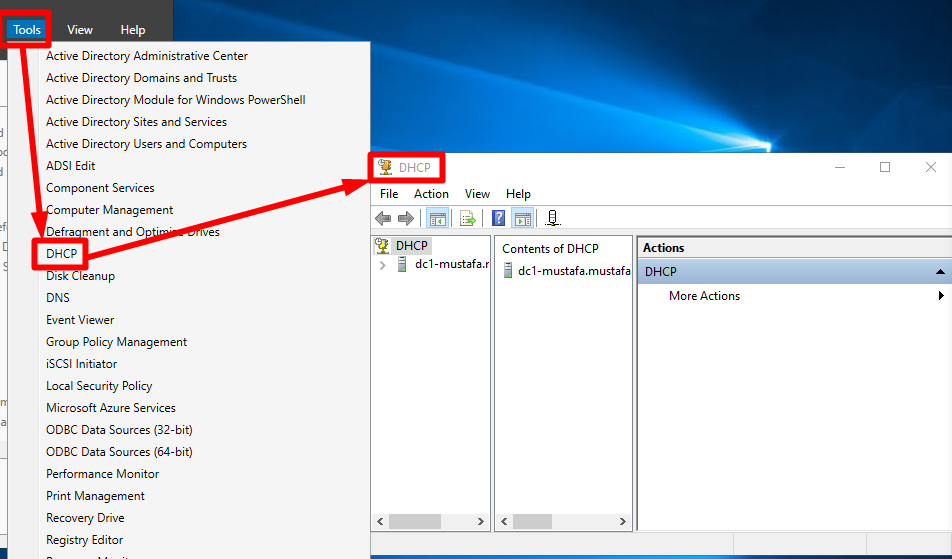 Tools View Help
Active Directory Administrative Center
Active Directory Domains and Trusts
Active Directory Module for Windows PowerShell
Active Directory Sites and Services
Active Directory Users and Computers
ADSI Edit
Component Services
Computer Management
Defragment and Optimize Drives
DHCP
Disk Cleanup
DNS
Event Viewer
Group Policy Management
iSCSI Initiator
Local Security Policy
Microsoft Azure Services
ODBC Data Sources (32-bit)
ODBC Data Sources (64-bit)
Performance Monitor
Print Management
Recovery Drive
Registry Editor
DHCP
File Action View Help
DHCP
dc1-mustafa.r
Contents of DHCP
dc1-mustafa.mustafa
Actions
DHCP
More Actions